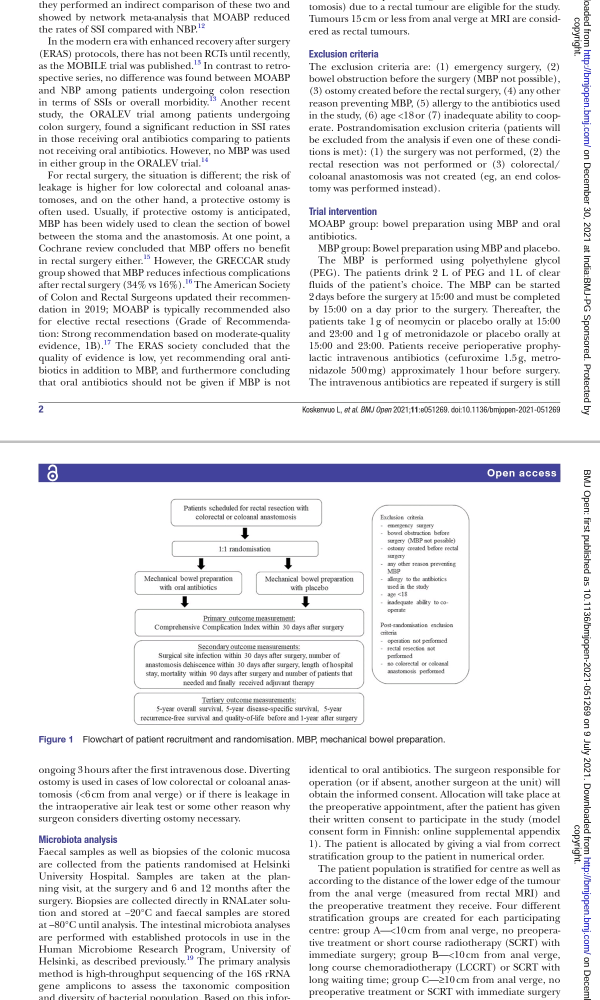 they performed an indirect comparison of these two and
showed by network meta-analysis that MOABP reduced
the rates of SSI compared with NBP.12
In the modern era with enhanced recovery after surgery
(ERAS) protocols, there has not been RCTs until recently,
as the MOBILE trial was published.13 In contrast to retro-
spective series, no difference was found between MOABP
and NBP among patients undergoing colon resection
in terms of SSIs or overall morbidity.13 Another recent
study, the ORALEV trial among patients undergoing
colon surgery, found a significant reduction in SSI rates
in those receiving oral antibiotics comparing to patients
not receiving oral antibiotics. However, no MBP was used
in either group in the ORALEV trial.14
For rectal surgery, the situation is different; the risk of
leakage is higher for low colorectal and coloanal anas-
tomoses, and on the other hand, a protective ostomy is
often used. Usually, if protective ostomy is anticipated,
MBP has been widely used to clean the section of bowel
between the stoma and the anastomosis. At one point, a
Cochrane review concluded that MBP offers no benefit
in rectal surgery either.15 However, the GRECCAR study
group showed that MBP reduces infectious complications
after rectal surgery (34% vs 16%).16 The American Society
of Colon and Rectal Surgeons updated their recommen-
dation in 2019; MOABP is typically recommended also
for elective rectal resections (Grade of Recommenda-
tion: Strong recommendation based on moderate-quality
evidence, 1B).17 The ERAS society concluded that the
quality of evidence is low, yet recommending oral anti-
biotics in addition to MBP, and furthermore concluding
that oral antibiotics should not be given if MBP is not
tomosis) due to a rectal tumour are eligible for the study.
Tumours 15 cm or less from anal verge at MRI are consid-
ered as rectal tumours.
Exclusion criteria
The exclusion criteria are: (1) emergency surgery, (2)
bowel obstruction before the surgery (MBP not possible),
(3) ostomy created before the rectal surgery, (4) any other
reason preventing MBP, (5) allergy to the antibiotics used
in the study, (6) age <18 or (7) inadequate ability to coop-
erate. Postrandomisation exclusion criteria (patients will
be excluded from the analysis if even one of these condi-
tions is met): (1) the surgery was not performed, (2) the
rectal resection was not performed or (3) colorectal/
coloanal anastomosis was not created (eg, an end colos-
tomy was performed instead).
Trial intervention
MOABP group: bowel preparation using MBP and oral
antibiotics.
MBP group: Bowel preparation using MBP and placebo.
The MBP is performed using polyethylene glycol
(PEG). The patients drink 2 L of PEG and 1 L of clear
fluids of the patient's choice. The MBP can be started
2 days before the surgery at 15:00 and must be completed
by 15:00 on a day prior to the surgery. Thereafter, the
patients take 1 g of neomycin or placebo orally at 15:00
and 23:00 and 1 g of metronidazole or placebo orally at
15:00 and 23:00. Patients receive perioperative prophy-
lactic intravenous antibiotics (cefuroxime 1.5 g, metro-
nidazole 500 mg) approximately 1 hour before surgery.
The intravenous antibiotics are repeated if surgery is still
2
Koskenvuo L, et al. BMJ Open 2021;11:e051269. doi:10.1136/bmjopen-2021-051269
loaded from http://bmjopen.bmj.com/ on December 30, 2021 at India:BMJ-PG Sponsored. Protected by
copyright.
Open access
Patients scheduled for rectal resection with
colorectal or coloanal anastomosis
1:1 randomisation
Mechanical bowel preparation
with oral antibiotics
Mechanical bowel preparation
with placebo
Primary outcome measurement:
Comprehensive Complication Index within 30 days after surgery
Secondary outcome measurements:
Surgical site infection within 30 days after surgery, number of
anastomosis dehiscence within 30 days after surgery, length of hospital
stay, mortality within 90 days after surgery and number of patients that
needed and finally received adjuvant therapy
Tertiary outcome measurements:
5-year overall survival, 5-year disease-specific survival, 5-year
recurrence-free survival and quality-of-life before and 1-year after surgery
Exclusion criteria
- emergency surgery
- bowel obstruction before
surgery (MBP not possible)
- ostomy created before rectal
surgery
- any other reason preventing
MBP
- allergy to the antibiotics
used in the study
- age <18
- inadequate ability to co-
operate
Post-randomisation exclusion
criteria
- operation not performed
- rectal resection not
performed
- no colorectal or coloanal
anastomosis performed
Figure 1 Flowchart of patient recruitment and randomisation. MBP, mechanical bowel preparation.
ongoing 3 hours after the first intravenous dose. Diverting
ostomy is used in cases of low colorectal or coloanal anas-
tomosis (<6 cm from anal verge) or if there is leakage in
the intraoperative air leak test or some other reason why
surgeon considers diverting ostomy necessary.
Microbiota analysis
Faecal samples as well as biopsies of the colonic mucosa
are collected from the patients randomised at Helsinki
University Hospital. Samples are taken at the plan-
ning visit, at the surgery and 6 and 12 months after the
surgery. Biopsies are collected directly in RNALater solu-
tion and stored at −20°C and faecal samples are stored
at –80°C until analysis. The intestinal microbiota analyses
are performed with established protocols in use in the
Human Microbiome Research Program, University of
Helsinki, as described previously.19 The primary analysis
method is high-throughput sequencing of the 16S rRNA
gene amplicons to assess the taxonomic composition
and diversity of bacterial population. Based on this infor-
identical to oral antibiotics. The surgeon responsible for
operation (or if absent, another surgeon at the unit) will
obtain the informed consent. Allocation will take place at
the preoperative appointment, after the patient has given
their written consent to participate in the study (model
consent form in Finnish: online supplemental appendix
1). The patient is allocated by giving a vial from correct
stratification group to the patient in numerical order.
The patient population is stratified for centre as well as
according to the distance of the lower edge of the tumour
from the anal verge (measured from rectal MRI) and
the preoperative treatment they receive. Four different
stratification groups are created for each participating
centre: group A—<10 cm from anal verge, no preopera-
tive treatment or short course radiotherapy (SCRT) with
immediate surgery; group B—<10 cm from anal verge,
long course chemoradiotherapy (LCCRT) or SCRT with
long waiting time; group C—≥10 cm from anal verge, no
preoperative treatment or SCRT with immediate surgery
BMJ Open: first published as 10.1136/bmjopen-2021-051269 on 9 July 2021. Downloaded from http://bmjopen.bmj.com/ on Decem
copyright.